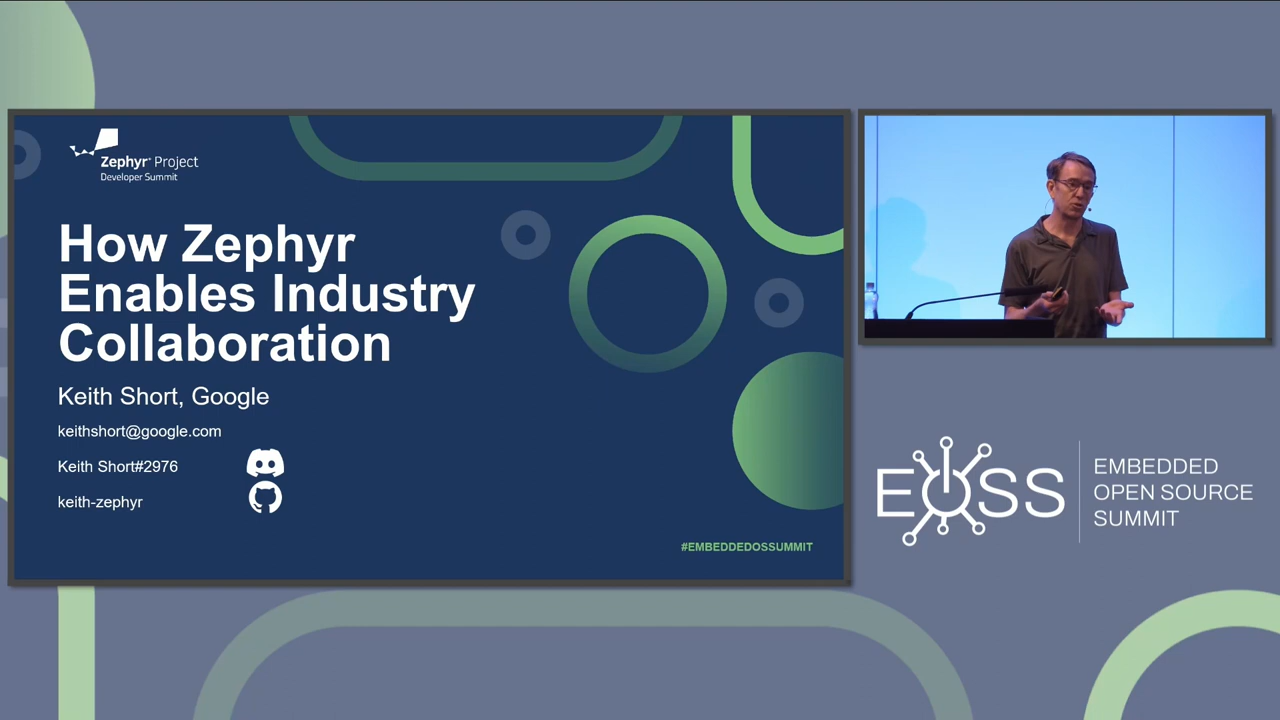 Zephyr® Project
Developer Summit
How Zephyr
Enables Industry
Collaboration
Keith Short, Google
keithshort@google.com
Keith Short#2976
keith-zephyr
#EMBEDDEDOSSUMMIT
EOSS
EMBEDDED
OPEN SOURCE
SUMMIT